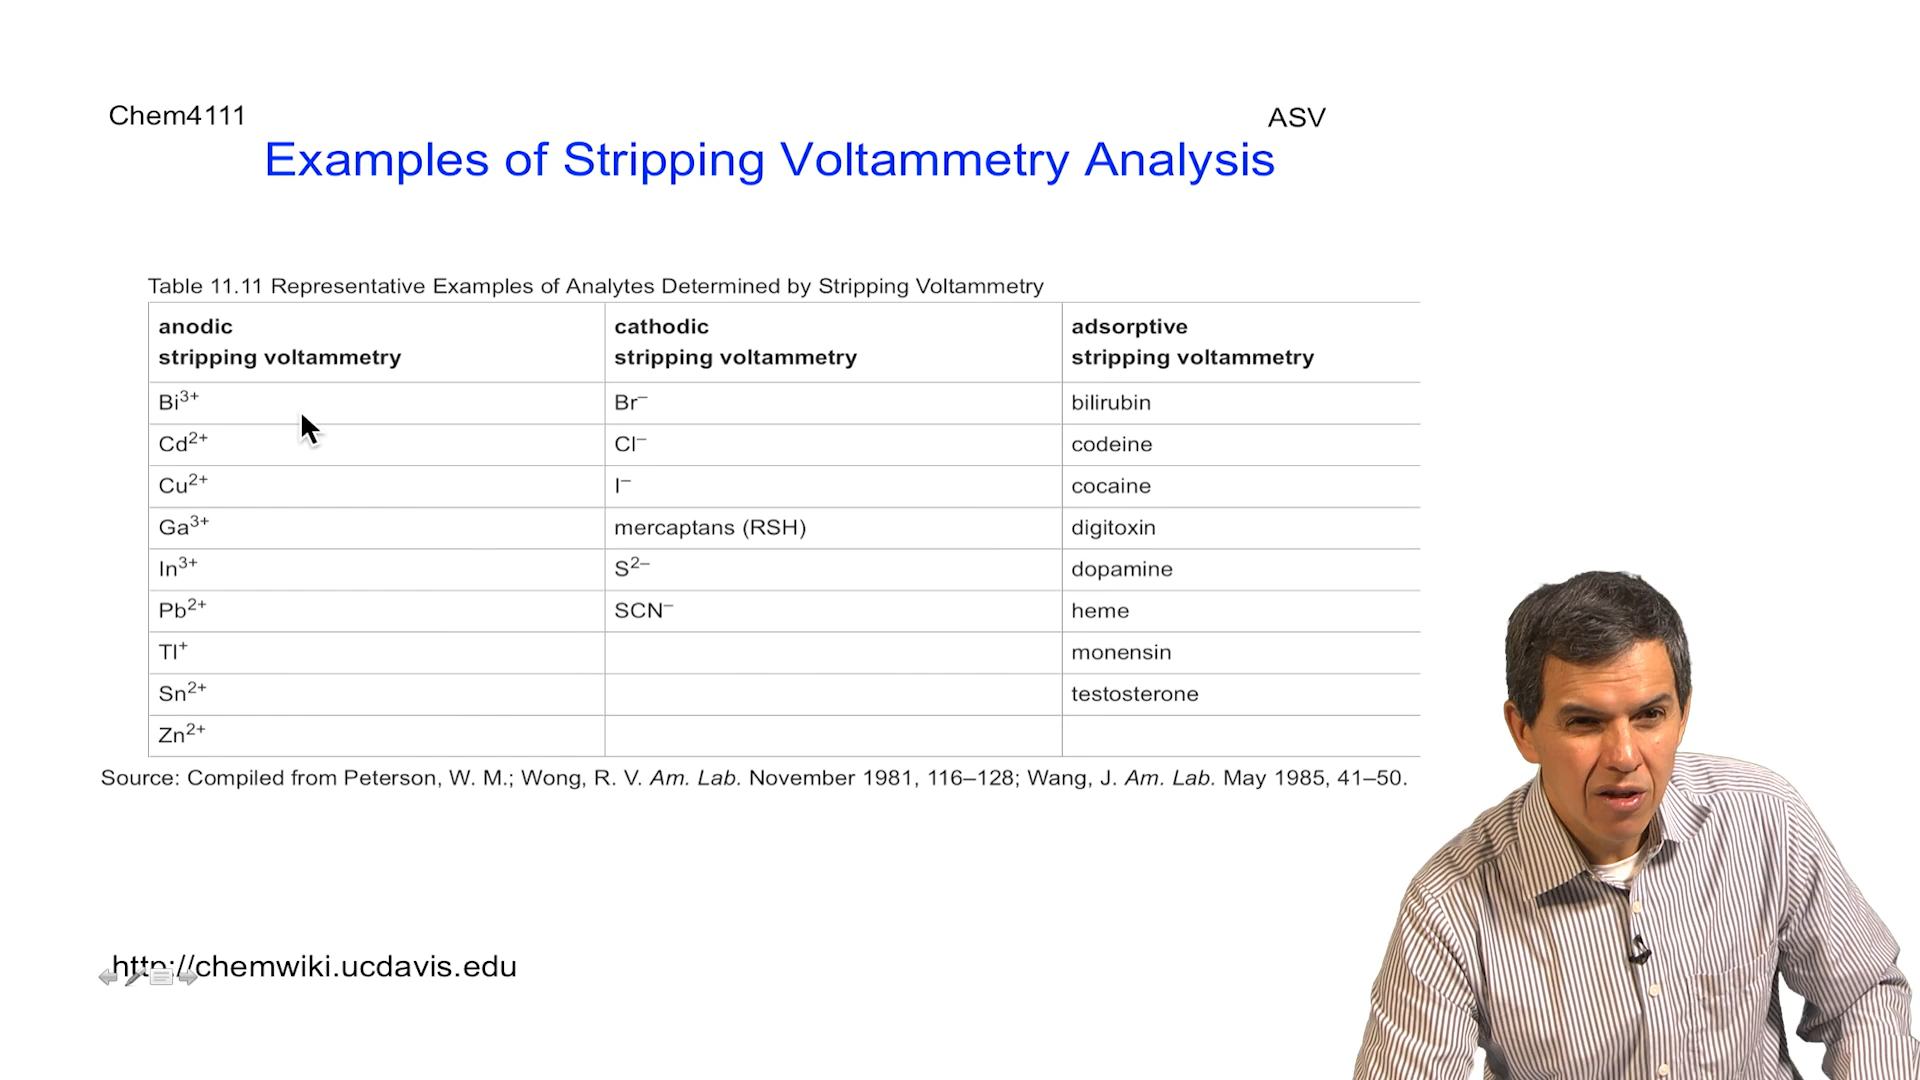 Chem4111
ASV
Examples of Stripping Voltammetry Analysis
Table 11.11 Representative Examples of Analytes Determined by Stripping Voltammetry
anodic stripping voltammetry cathodic stripping voltammetry adsorptive stripping voltammetry
Bi³⁺ Br⁻ bilirubin
Cd²⁺ Cl⁻ codeine
Cu²⁺ I⁻ cocaine
Ga³⁺ mercaptans (RSH) digitoxin
In³⁺ S²⁻ dopamine
Pb²⁺ SCN⁻ heme
Tl⁺ monensin
Sn²⁺ testosterone
Zn²⁺
Source: Compiled from Peterson, W. M.; Wong, R. V. Am. Lab. November 1981, 116–128; Wang, J. Am. Lab. May 1985, 41–50.
http://chemwiki.ucdavis.edu